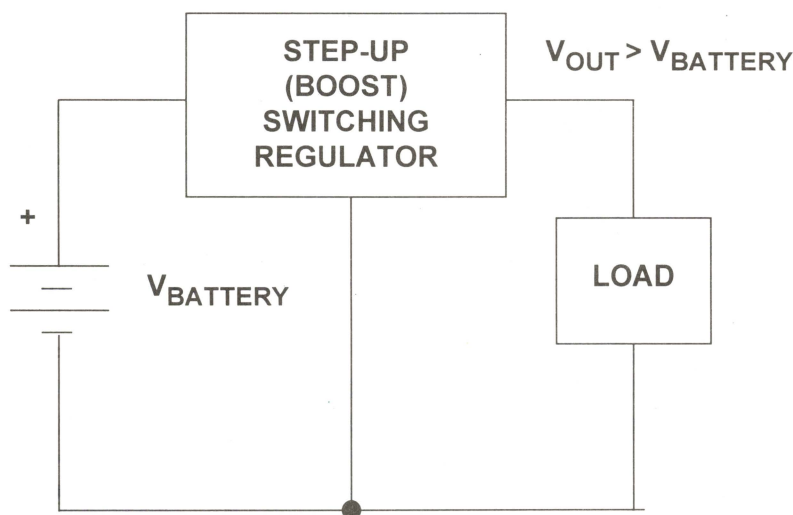 STEP-UP
(BOOST)
SWITCHING
REGULATOR
VOUT > VBATTERY
+
VBATTERY
LOAD